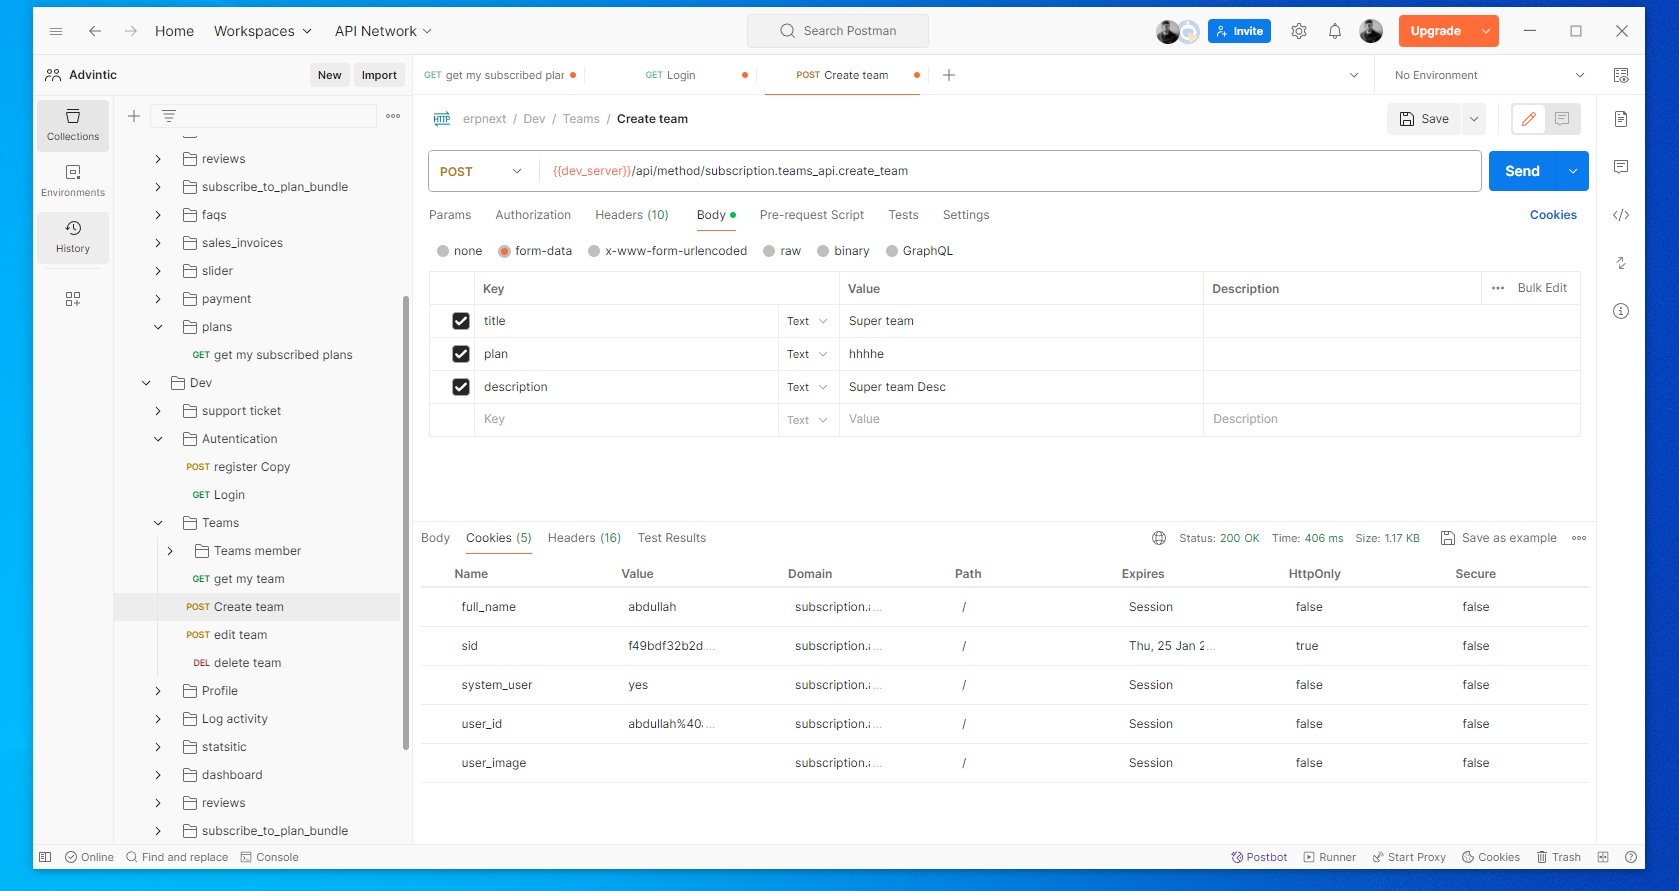 Home Workspaces API Network Search Postman Invite Upgrade
Advintic New Import
GET get my subscribed plar GET Login POST Create team No Environment
Collections
Environments
History
reviews
subscribe_to_plan_bundle
faqs
sales_invoices
slider
payment
plans
GET get my subscribed plans
Dev
support ticket
Autentication
POST register Copy
GET Login
Teams
Teams member
GET get my team
POST Create team
POST edit team
DEL delete team
Profile
Log activity
statsitic
dashboard
reviews
subscribe_to_plan_bundle
HTTP erpnext / Dev / Teams / Create team Save
POST {{dev_server}}/api/method/subscription.teams_api.create_team Send
Params Authorization Headers (10) Body Pre-request Script Tests Settings Cookies
none form-data x-www-form-urlencoded raw binary GraphQL
Key Value Description ••• Bulk Edit
title Text Super team
plan Text hhhhe
description Text Super team Desc
Key Text Value Description
Body Cookies (5) Headers (16) Test Results Status: 200 OK Time: 406 ms Size: 1.17 KB Save as example
Name Value Domain Path Expires HttpOnly Secure
full_name abdullah subscription.… / Session false false
sid f49bdf32b2d… subscription.… / Thu, 25 Jan 2… true false
system_user yes subscription.… / Session false false
user_id abdullah%40… subscription.… / Session false false
user_image subscription.… / Session false false
Online Find and replace Console Postbot Runner Start Proxy Cookies Trash